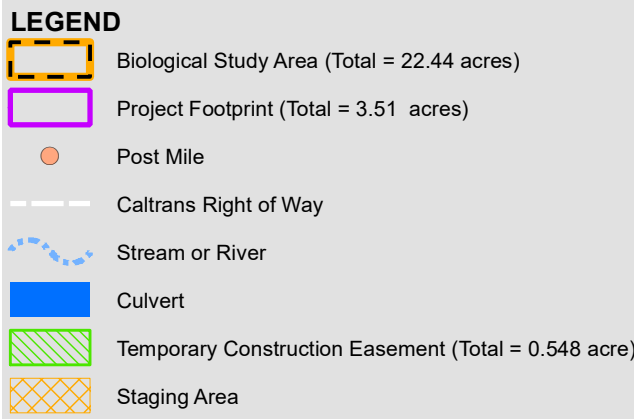 LEGEND
Biological Study Area (Total = 22.44 acres)
Project Footprint (Total = 3.51 acres)
Post Mile
Caltrans Right of Way
Stream or River
Culvert
Temporary Construction Easement (Total = 0.548 acre)
Staging Area